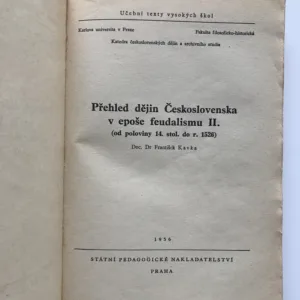 Učební texty vysokých škol
Karlova universita v Praze
Fakulta filosoficko-historická
Katedra československých dějin a archivního studia
Přehled dějin Československa
v epoše feudalismu II.
(od poloviny 14. stol. do r. 1526)
Doc. Dr František Kavka
1956
STÁTNÍ PEDAGOGICKÉ NAKLADATELSTVÍ
PRAHA